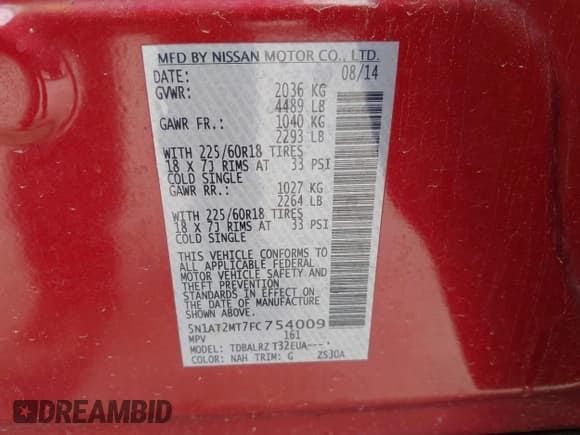 MFD BY NISSAN MOTOR CO., LTD.
DATE: 08/14
GVWR: 2036 KG
4489 LB
GAWR FR.: 1040 KG
2293 LB
WITH 225/60R18 TIRES
18 X 7J RIMS AT 33 PSI
COLD SINGLE
GAWR RR.: 1027 KG
2264 LB
WITH 225/60R18 TIRES
18 X 7J RIMS AT 33 PSI
COLD SINGLE
THIS VEHICLE CONFORMS TO
ALL APPLICABLE FEDERAL
MOTOR VEHICLE SAFETY AND
THEFT PREVENTION
STANDARDS IN EFFECT ON
THE DATE OF MANUFACTURE
SHOWN ABOVE.
5N1AT2MT7FC754009
MPV 161
MODEL: TDBALRZ T32EUA----
COLOR: NAH TRIM: G ZS30A
DREAMBID